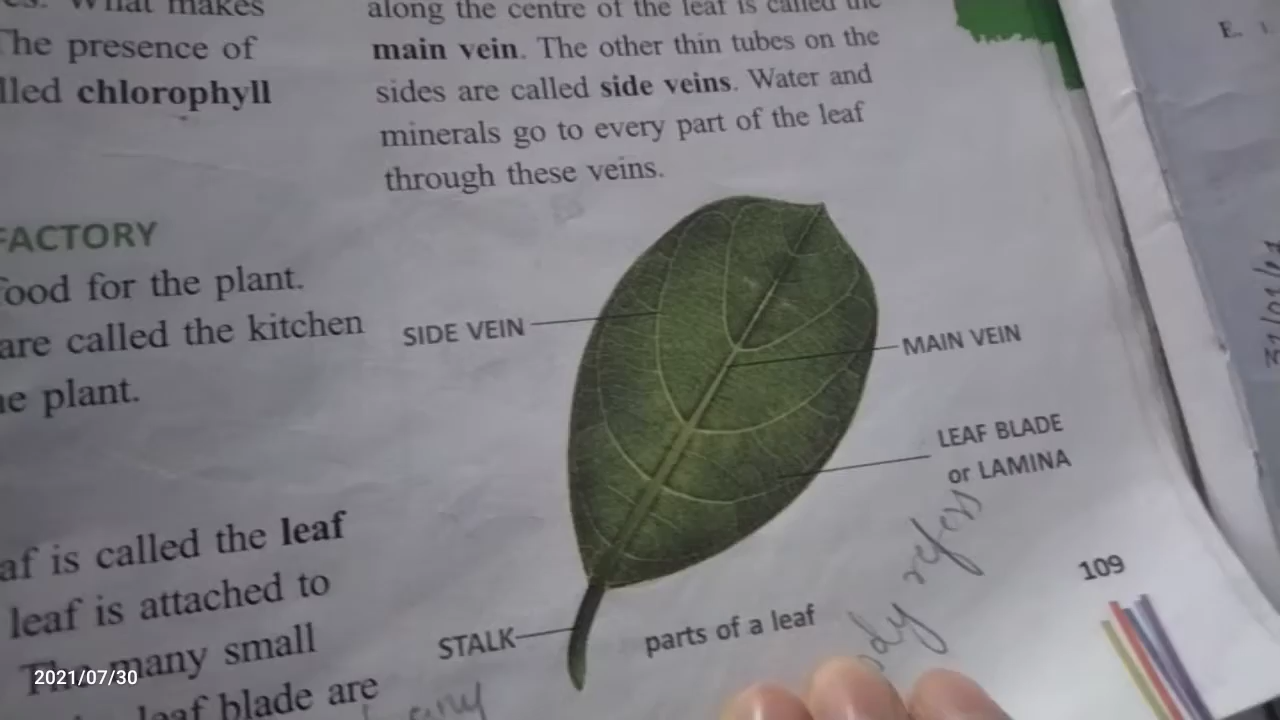 What makes
The presence of
lled chlorophyll
FACTORY
food for the plant.
are called the kitchen
plant.
af is called the leaf
leaf is attached to
The many small
leaf blade are
along the centre of the leaf is called the
main vein. The other thin tubes on the
sides are called side veins. Water and
minerals go to every part of the leaf
through these veins.
SIDE VEIN
MAIN VEIN
LEAF BLADE
or LAMINA
STALK
parts of a leaf
109
E.
2021/07/30